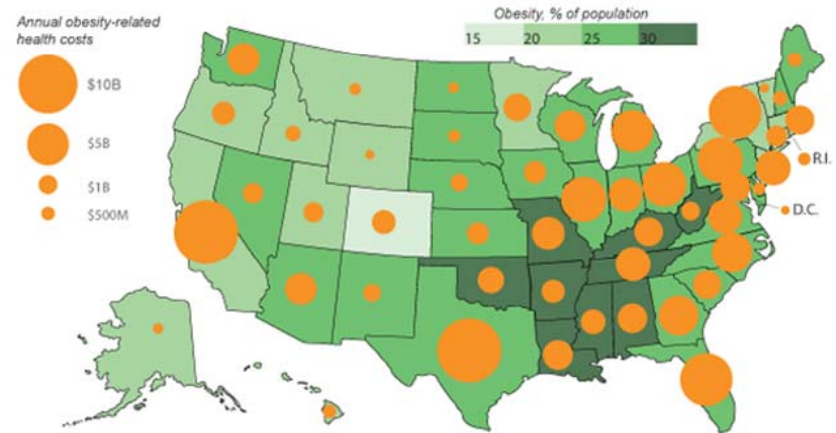 Annual obesity-related
health costs
$10B
$5B
$1B
$500M
Obesity, % of population
15 20 25 30
R.I.
D.C.